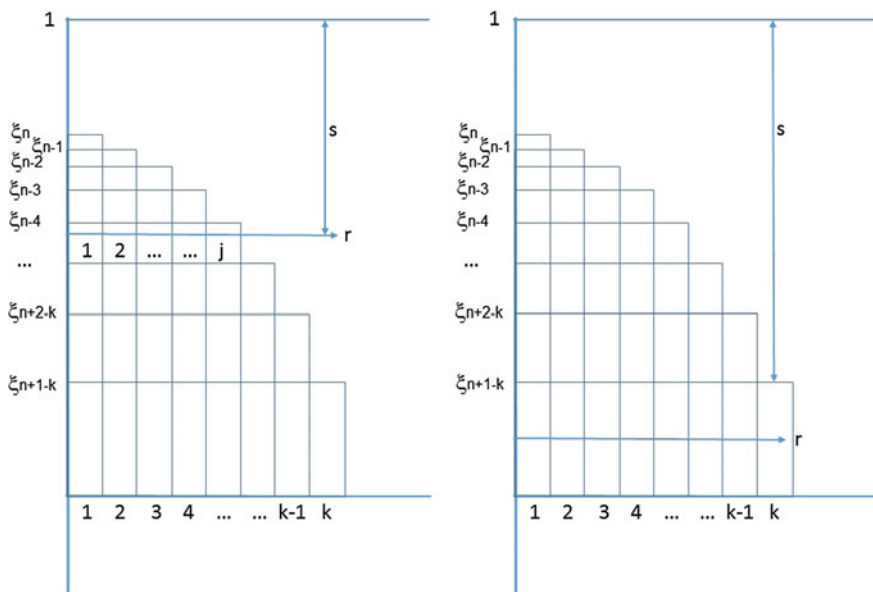 1
s
ξn
ξn-1
ξn-2
ξn-3
ξn-4
r
1 2 ... ... j
...
ξn+2-k
ξn+1-k
1 2 3 4 ... ... k-1 k
1
s
ξn
ξn-1
ξn-2
ξn-3
ξn-4
...
ξn+2-k
ξn+1-k
r
1 2 3 4 ... ... k-1 k